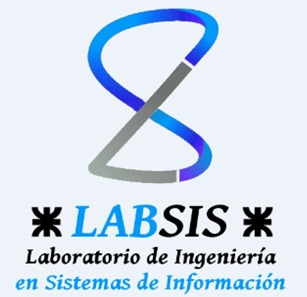 LABSIS
Laboratorio de Ingeniería
en Sistemas de Información